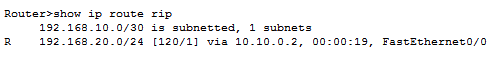 Router>show ip route rip
     192.168.10.0/30 is subnetted, 1 subnets
R    192.168.20.0/24 [120/1] via 10.10.0.2, 00:00:19, FastEthernet0/0